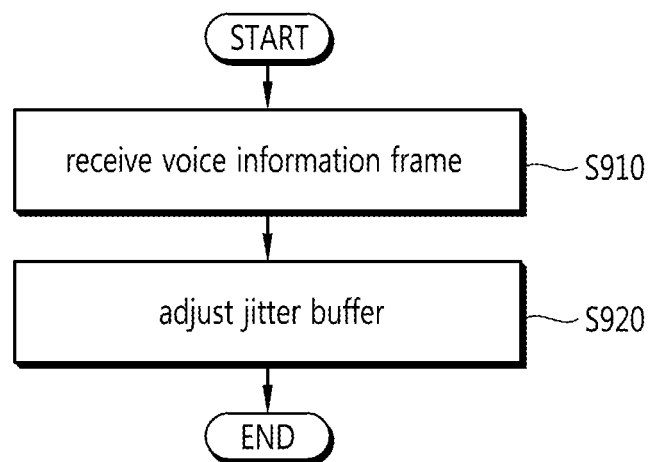 START
receive voice information frame
S910
adjust jitter buffer
S920
END